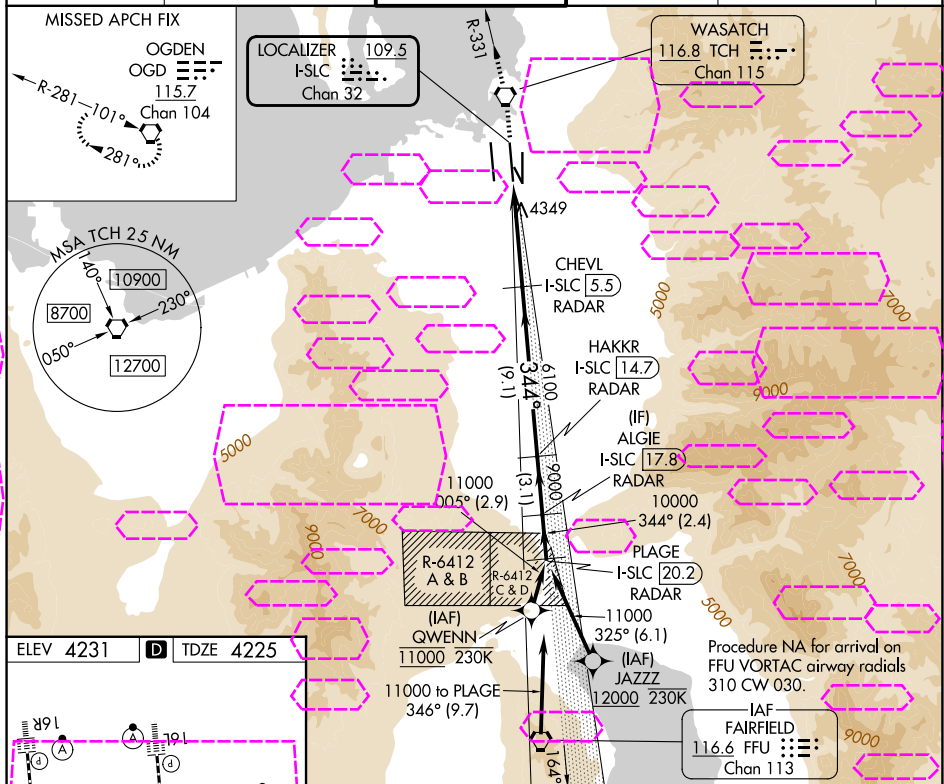 MISSED APCH FIX
OGDEN
OGD
115.7
Chan 104
R-281
101°
281°
LOCALIZER 109.5
I-SLC
Chan 32
R-331
WASATCH
116.8 TCH
Chan 115
MSA TCH 25 NM
140°
10900
8700
230°
050°
12700
4349
CHEVL
I-SLC 5.5
RADAR
5000
7000
HAKKR
I-SLC 14.7
RADAR
344°
(9.1)
6100
9000
(IF)
ALGIE
I-SLC 17.8
RADAR
5000
(3.1)
9000
11000
005° (2.9)
10000
344° (2.4)
7000
9000
R-6412
A & B
R-6412
C & D
PLAGE
I-SLC 20.2
RADAR
7000
5000
(IAF)
QWENN
11000 230K
11000
325° (6.1)
(IAF)
JAZZZ
12000 230K
Procedure NA for arrival on
FFU VORTAC airway radials
310 CW 030.
11000 to PLAGE
346° (9.7)
IAF
FAIRFIELD
116.6 FFU
Chan 113
9000
164°
ELEV 4231
D
TDZE 4225
16R
16L
A
A
P
P